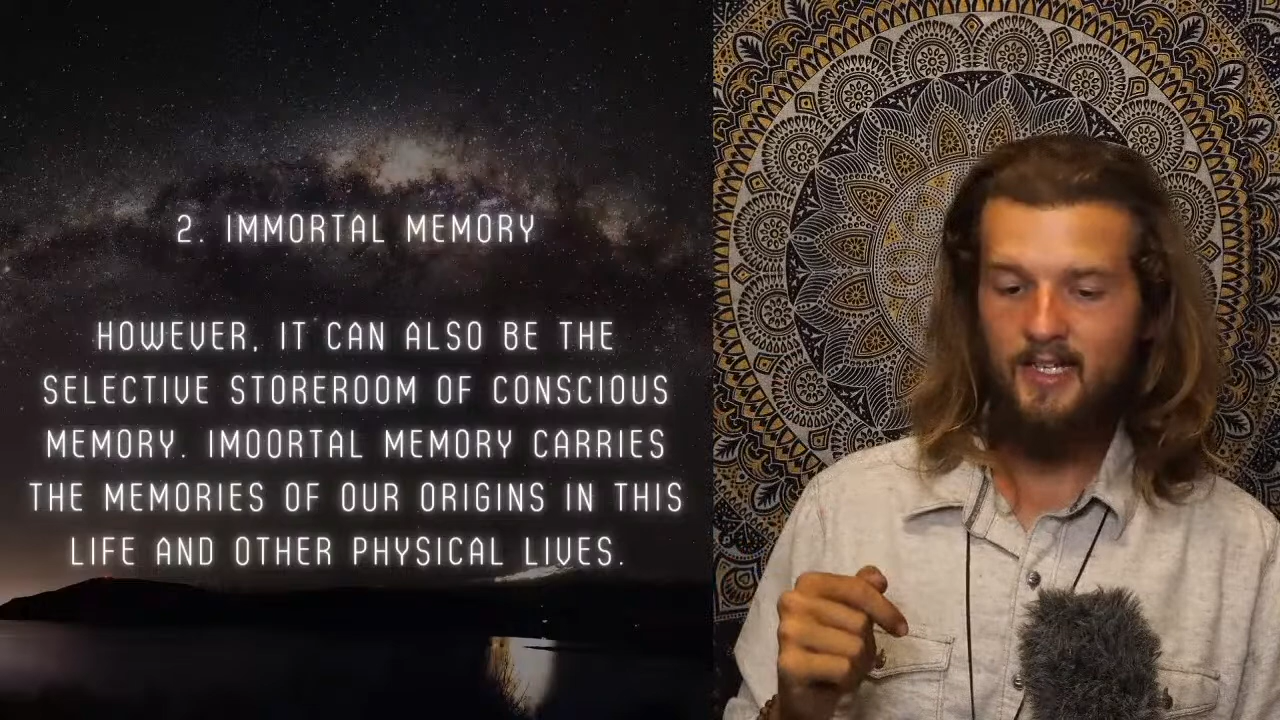 2. IMMORTAL MEMORY
HOWEVER, IT CAN ALSO BE THE
SELECTIVE STOREROOM OF CONSCIOUS
MEMORY. IMOORTAL MEMORY CARRIES
THE MEMORIES OF OUR ORIGINS IN THIS
LIFE AND OTHER PHYSICAL LIVES.